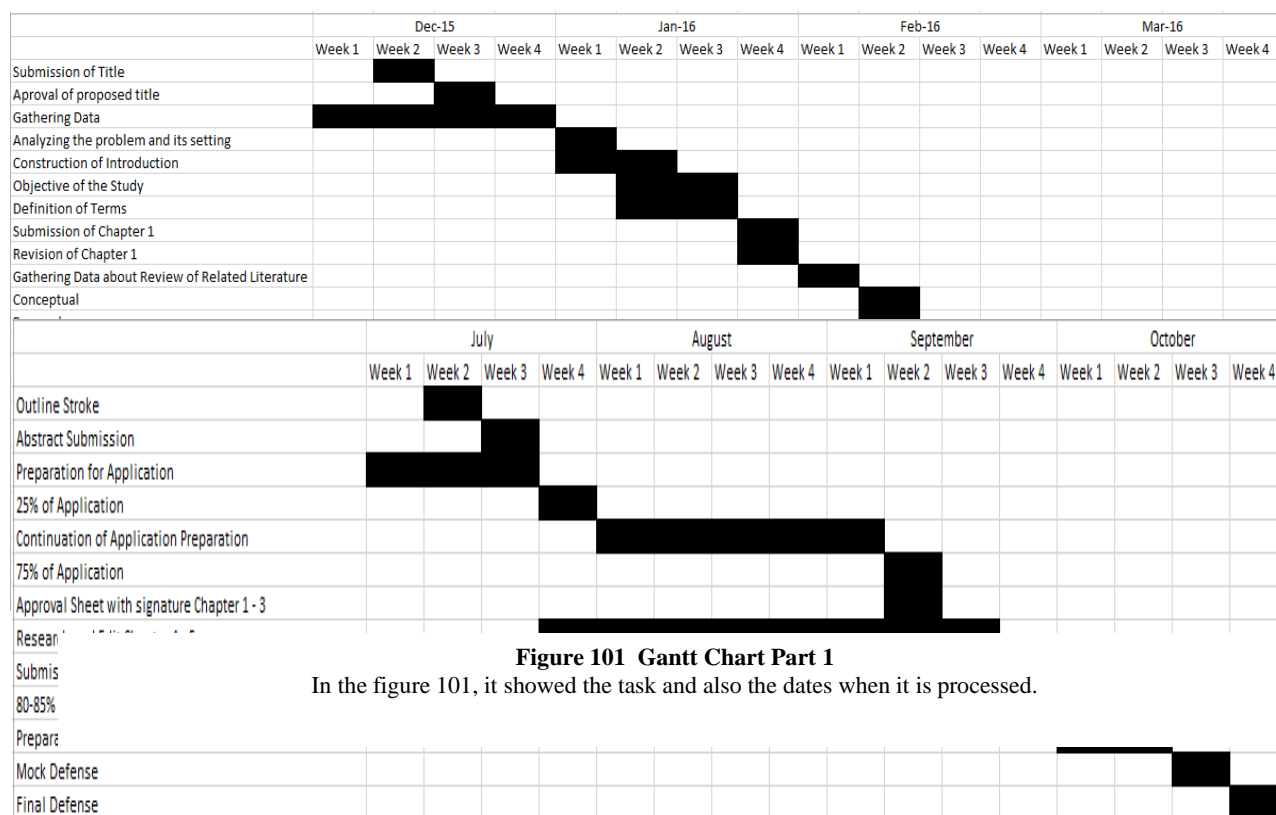 Dec-15 Jan-16 Feb-16 Mar-16
Week 1 Week 2 Week 3 Week 4 Week 1 Week 2 Week 3 Week 4 Week 1 Week 2 Week 3 Week 4 Week 1 Week 2 Week 3 Week 4
Submission of Title
Aproval of proposed title
Gathering Data
Analyzing the problem and its setting
Construction of Introduction
Objective of the Study
Definition of Terms
Submission of Chapter 1
Revision of Chapter 1
Gathering Data about Review of Related Literature
Conceptual
July August September October
Week 1 Week 2 Week 3 Week 4 Week 1 Week 2 Week 3 Week 4 Week 1 Week 2 Week 3 Week 4 Week 1 Week 2 Week 3 Week 4
Outline Stroke
Abstract Submission
Preparation for Application
25% of Application
Continuation of Application Preparation
75% of Application
Approval Sheet with signature Chapter 1 - 3
Figure 101 Gantt Chart Part 1
In the figure 101, it showed the task and also the dates when it is processed.
80-85%
Mock Defense
Final Defense